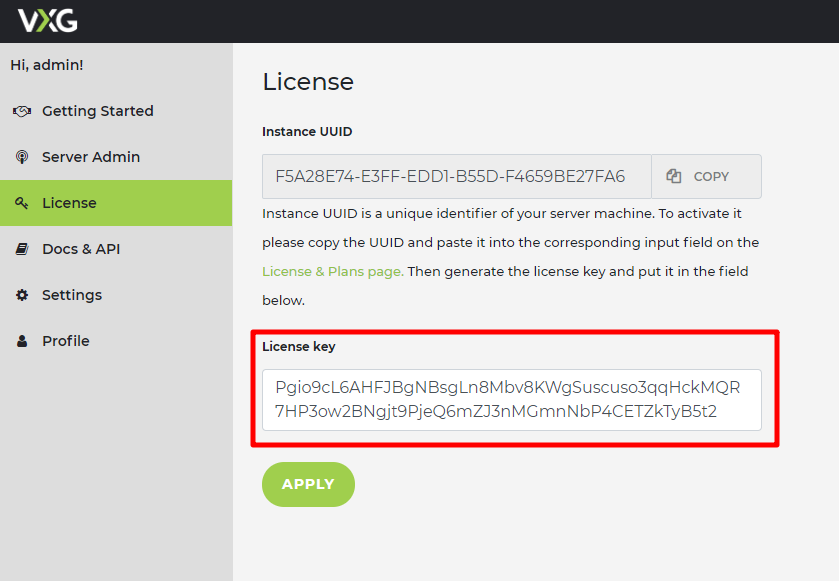 VXG
Hi, admin!
Getting Started
Server Admin
License
Docs & API
Settings
Profile
License
Instance UUID
F5A28E74-E3FF-EDD1-B55D-F4659BE27FA6
COPY
Instance UUID is a unique identifier of your server machine. To activate it
please copy the UUID and paste it into the corresponding input field on the
License & Plans page. Then generate the license key and put it in the field
below.
License key
Pgio9cL6AHFJBgNBsgLn8Mbv8KWgSuscuso3qqHckMQR
7HP3ow2BNgjt9PjeQ6mZJ3nMGmnNbP4CETZkTyB5t2
APPLY